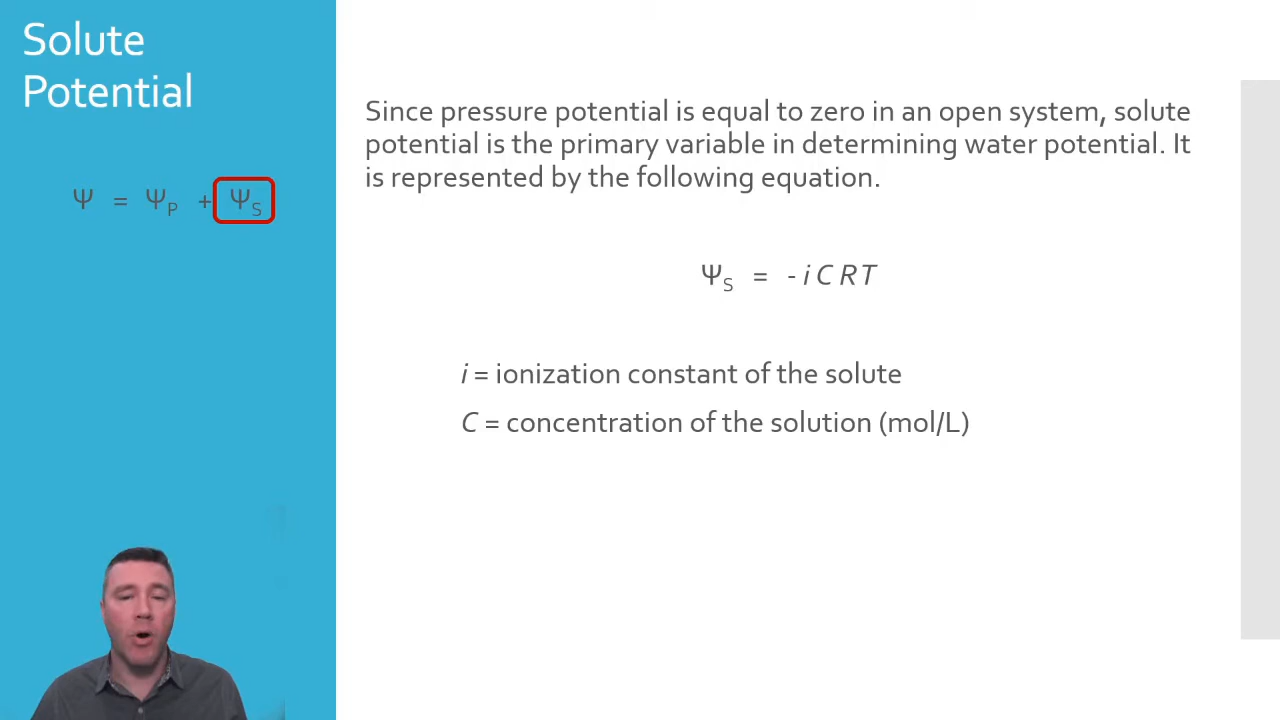 Solute
Potential
Ψ = ΨP + ΨS
Since pressure potential is equal to zero in an open system, solute
potential is the primary variable in determining water potential. It
is represented by the following equation.
ΨS = - i C R T
i = ionization constant of the solute
C = concentration of the solution (mol/L)